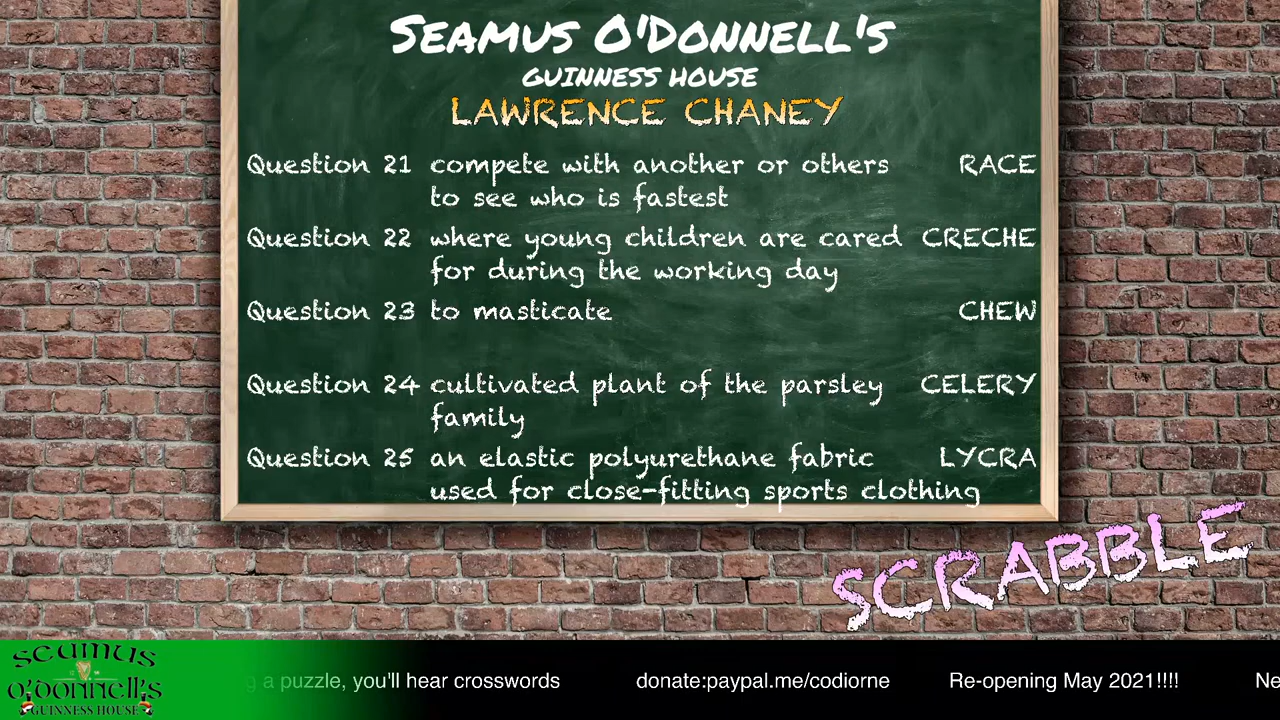 SEAMUS O'DONNELL'S
GUINNESS HOUSE
LAWRENCE CHANEY
Question 21 compete with another or others RACE
to see who is fastest
Question 22 where young children are cared CRECHE
for during the working day
Question 23 to masticate CHEW
Question 24 cultivated plant of the parsley CELERY
family
Question 25 an elastic polyurethane fabric LYCRA
used for close-fitting sports clothing
SCRABBLE
seamus
o'donnell's
GUINNESS HOUSE
a puzzle, you'll hear crosswords donate:paypal.me/codiorne Re-opening May 2021!!!!